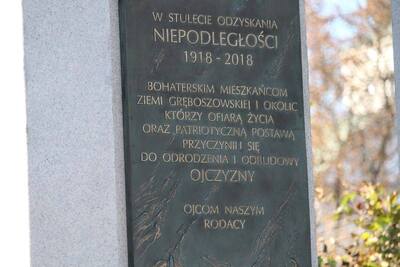 W STULECIE ODZYSKANIA
NIEPODLEGŁOŚCI
1918 - 2018
BOHATERSKIM MIESZKAŃCOM
ZIEMI GRĘBOSZOWSKIEJ I OKOLIC
KTÓRZY OFIARĄ ŻYCIA
ORAZ PATRIOTYCZNĄ POSTAWĄ
PRZYCZYNILI SIĘ
DO ODRODZENIA I ODBUDOWY
OJCZYZNY
OJCOM NASZYM
RODACY